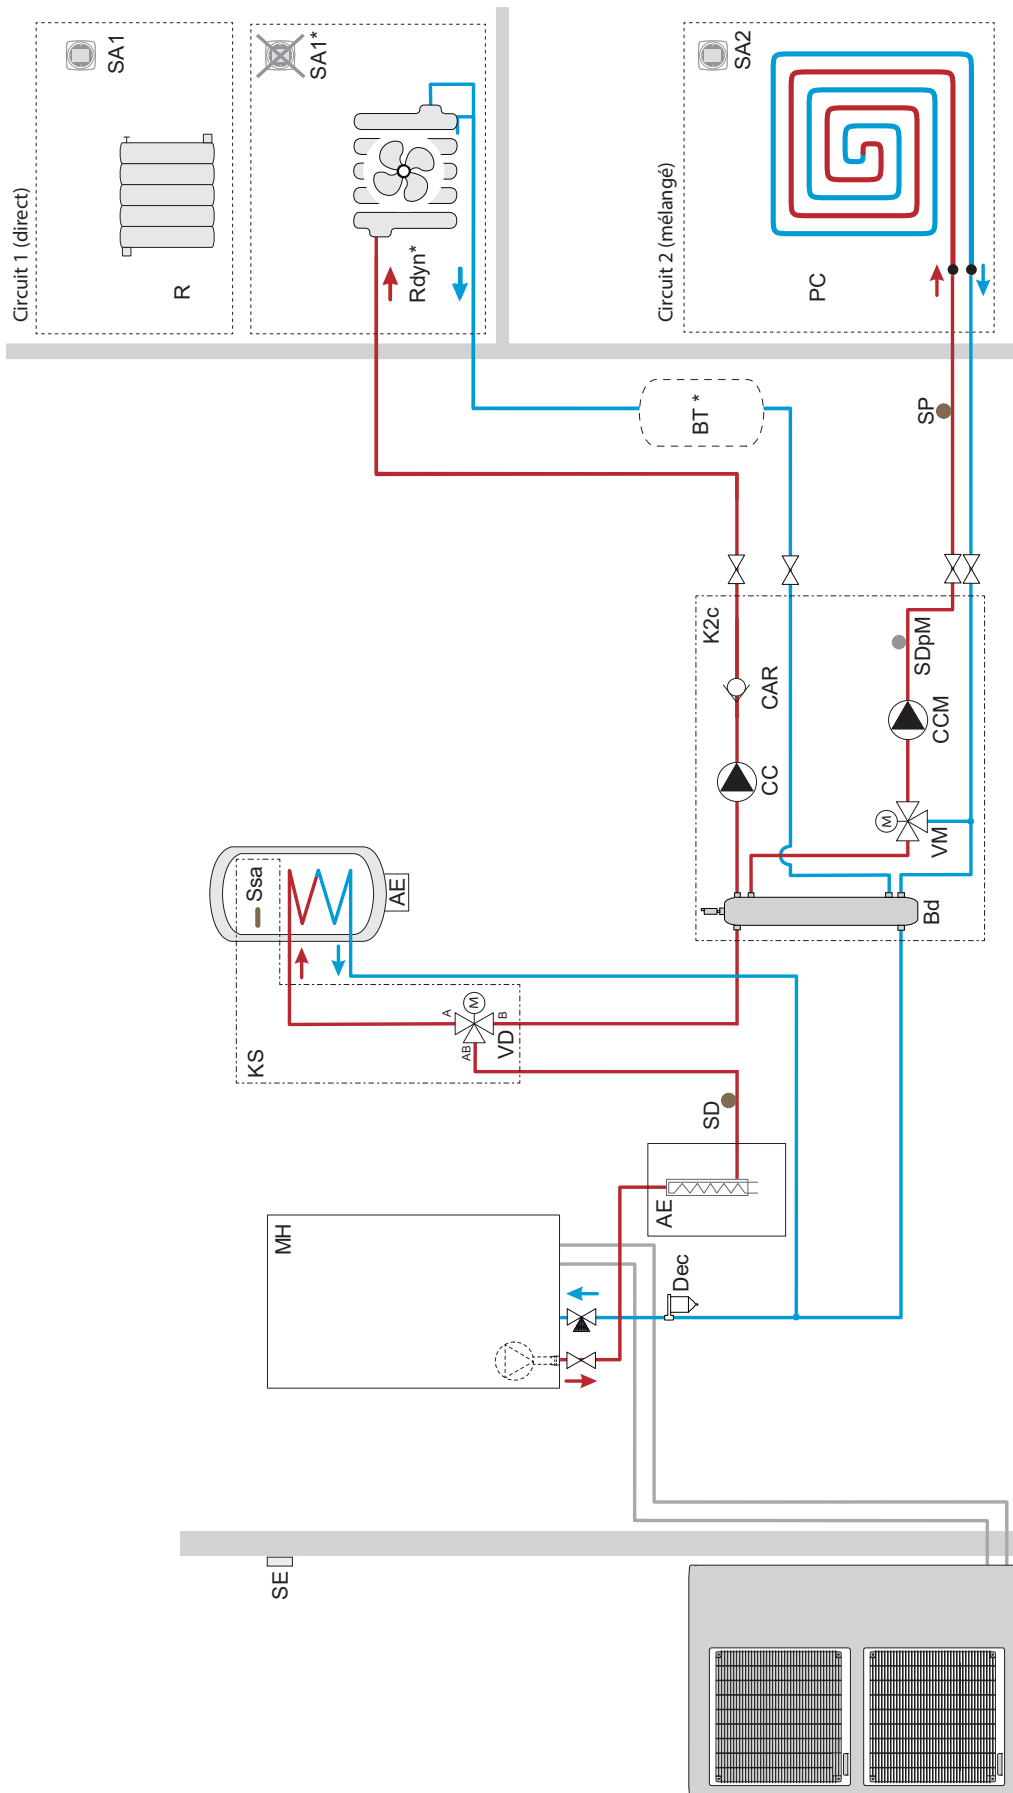 Circuit 1 (direct)
SA1
R
SA1*
Rdyn*
Circuit 2 (mélangé)
SA2
PC
BT *
SP
K2c
CAR
CC
SDpM
CCM
M
VM
Bd
Ssa
AE
KS
A
M
B
AB
VD
SD
AE
MH
Dec
SE